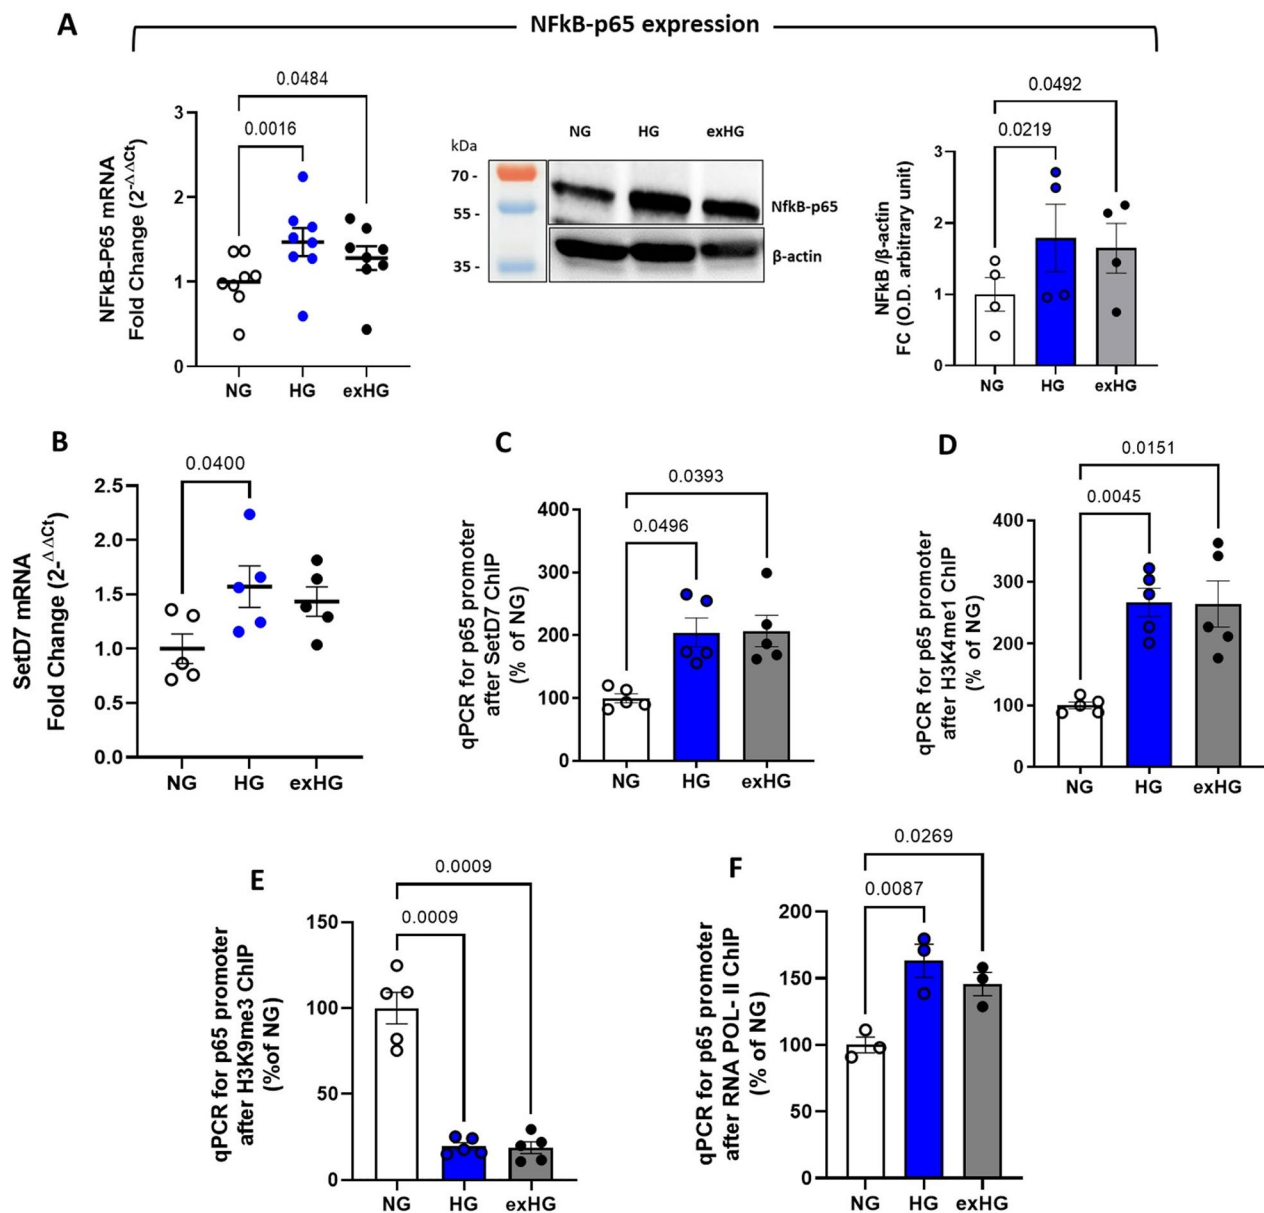 A
NFkB-p65 expression
NFkB-P65 mRNA
Fold Change (2-ΔΔCt)
3
2
1
0
0.0484
0.0016
NG
HG
exHG
kDa
70 -
55 -
35 -
NG
HG
exHG
NfkB-p65
β-actin
NFkB /β-actin
FC (O.D. arbitrary unit)
3
2
1
0
0.0492
0.0219
NG
HG
exHG
B
SetD7 mRNA
Fold Change (2-ΔΔCt)
2.5
2.0
1.5
1.0
0.5
0.0
0.0400
NG
HG
exHG
C
qPCR for p65 promoter
after SetD7 ChIP
(% of NG)
400
300
200
100
0
0.0393
0.0496
NG
HG
exHG
D
qPCR for p65 promoter
after H3K4me1 ChIP
(% of NG)
400
300
200
100
0
0.0151
0.0045
NG
HG
exHG
E
qPCR for p65 promoter
after H3K9me3 ChIP
(%of NG)
150
100
50
0
0.0009
0.0009
NG
HG
exHG
F
qPCR for p65 promoter
after RNA POL- II ChIP
(% of NG)
200
150
100
50
0
0.0269
0.0087
NG
HG
exHG